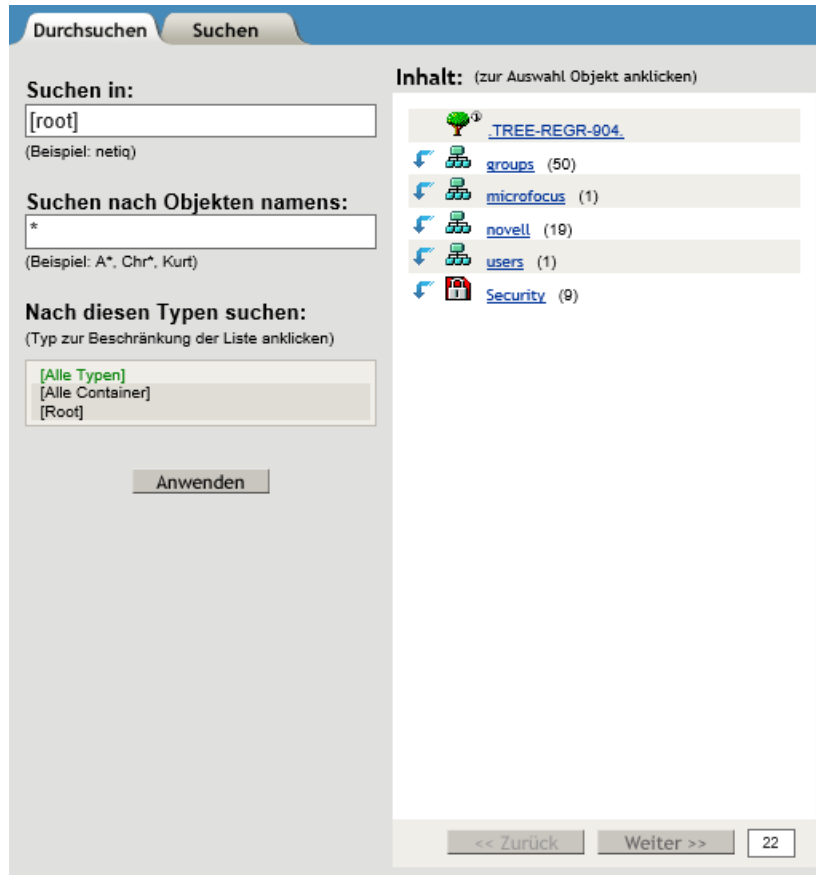 Durchsuchen Suchen
Suchen in:
[root]
(Beispiel: netiq)
Suchen nach Objekten namens:
*
(Beispiel: A*, Chr*, Kurt)
Nach diesen Typen suchen:
(Typ zur Beschränkung der Liste anklicken)
[Alle Typen]
[Alle Container]
[Root]
Anwenden
Inhalt: (zur Auswahl Objekt anklicken)
.TREE-REGR-904.
groups (50)
microfocus (1)
novell (19)
users (1)
Security (9)
<< Zurück Weiter >> 22